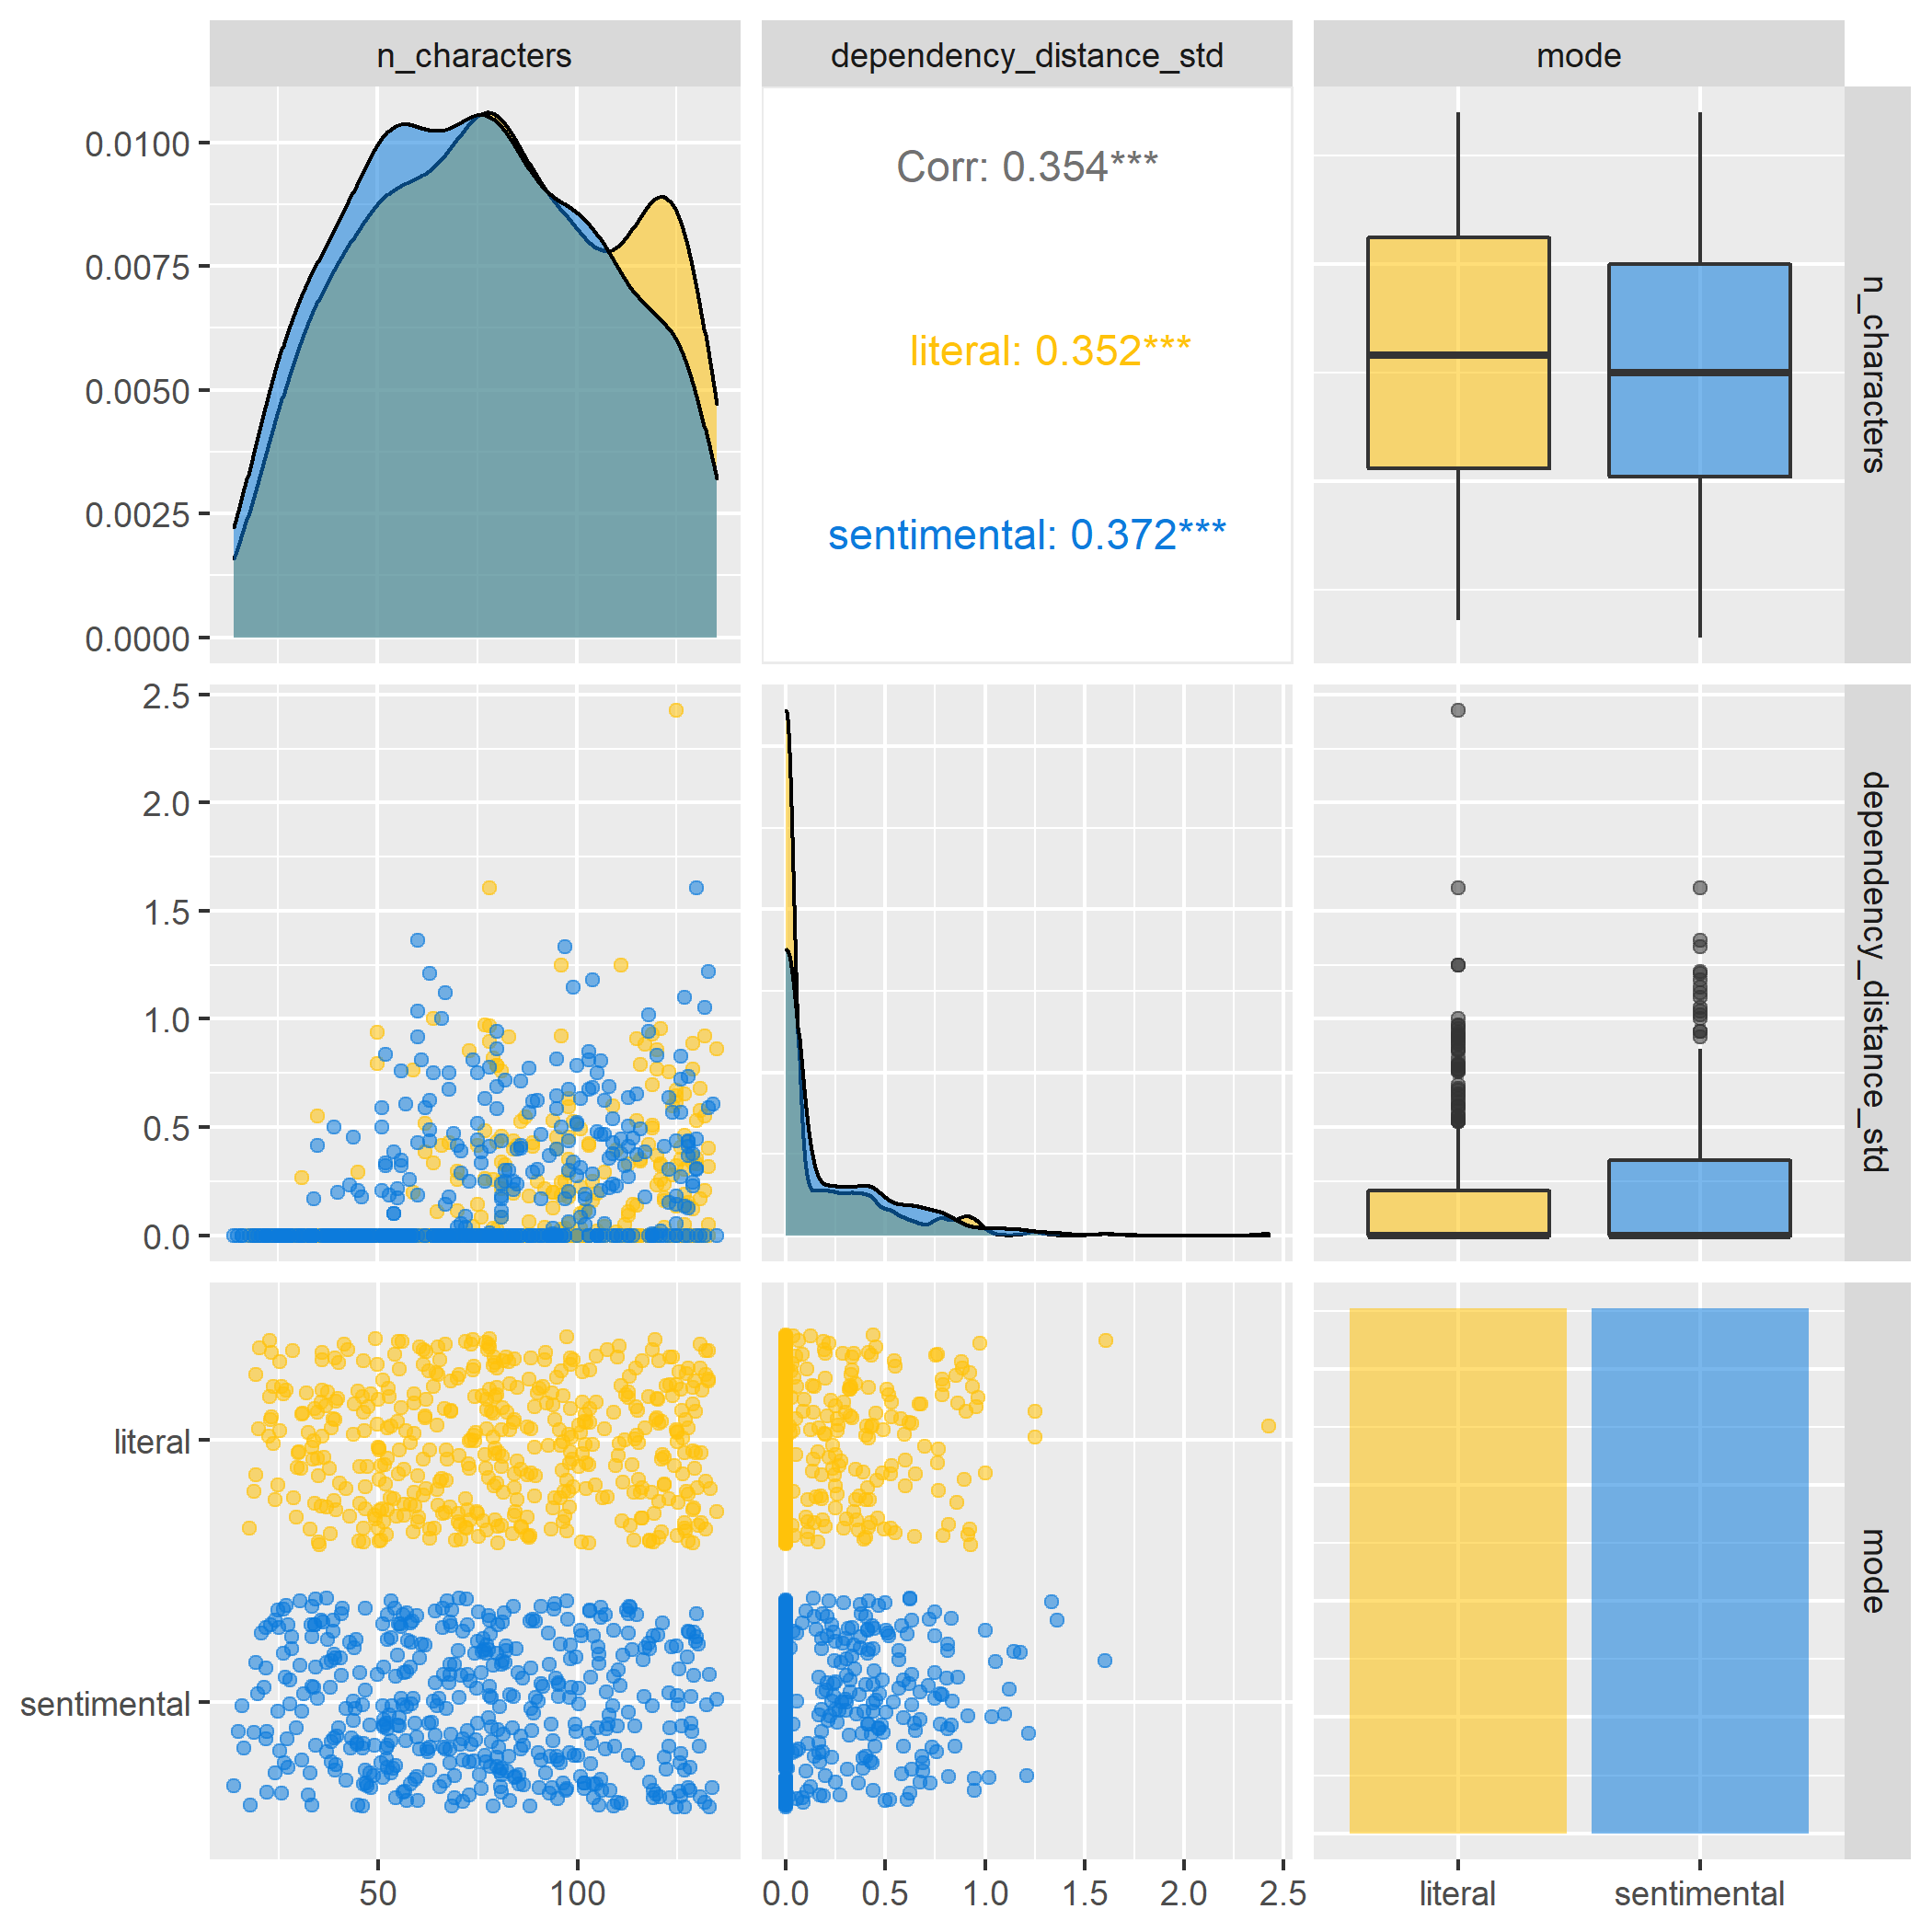 n_characters
dependency_distance_std
mode
0.0100
0.0075
0.0050
0.0025
0.0000
Corr: 0.354***
literal: 0.352***
sentimental: 0.372***
n_characters
2.5
2.0
1.5
1.0
0.5
0.0
dependency_distance_std
literal
sentimental
mode
50 100
0.0 0.5 1.0 1.5 2.0 2.5
literal sentimental